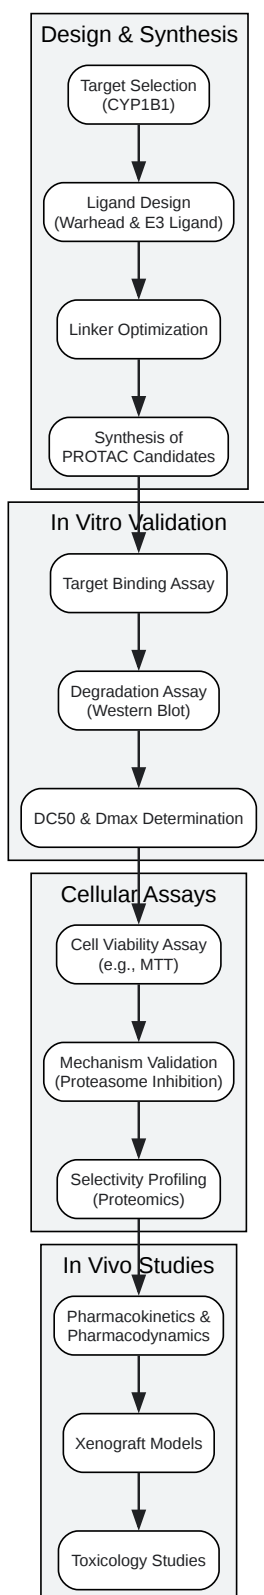 Design & Synthesis
Target Selection
(CYP1B1)
Ligand Design
(Warhead & E3 Ligand)
Linker Optimization
Synthesis of
PROTAC Candidates
In Vitro Validation
Target Binding Assay
Degradation Assay
(Western Blot)
DC50 & Dmax Determination
Cellular Assays
Cell Viability Assay
(e.g., MTT)
Mechanism Validation
(Proteasome Inhibition)
Selectivity Profiling
(Proteomics)
In Vivo Studies
Pharmacokinetics &
Pharmacodynamics
Xenograft Models
Toxicology Studies